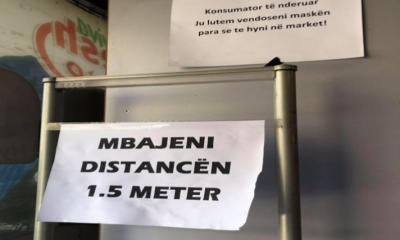 Konsumator të nderuar
Ju lutem vendoseni maskën
para se te hyni në market!
MBAJENI
DISTANCËN
1.5 METER